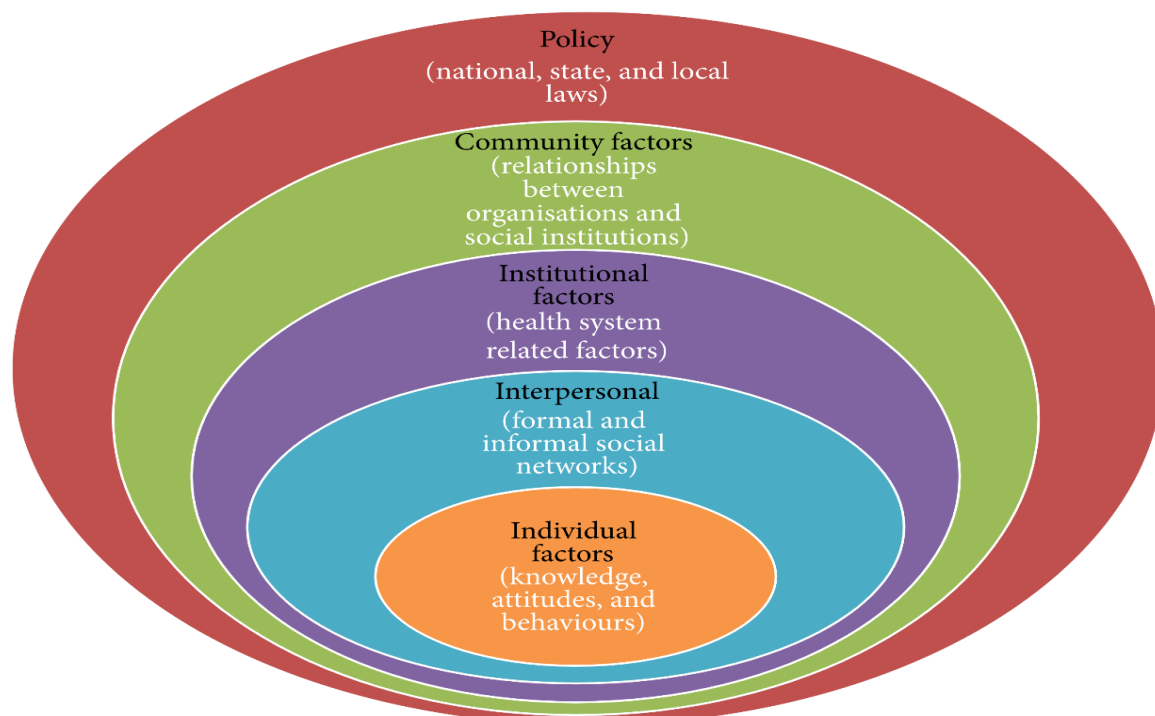 Policy
(national, state, and local
laws)
Community factors
(relationships
between
organisations and
social institutions)
Institutional
factors
(health system
related factors)
Interpersonal
(formal and
informal social
networks)
Individual
factors
(knowledge,
attitudes, and
behaviours)